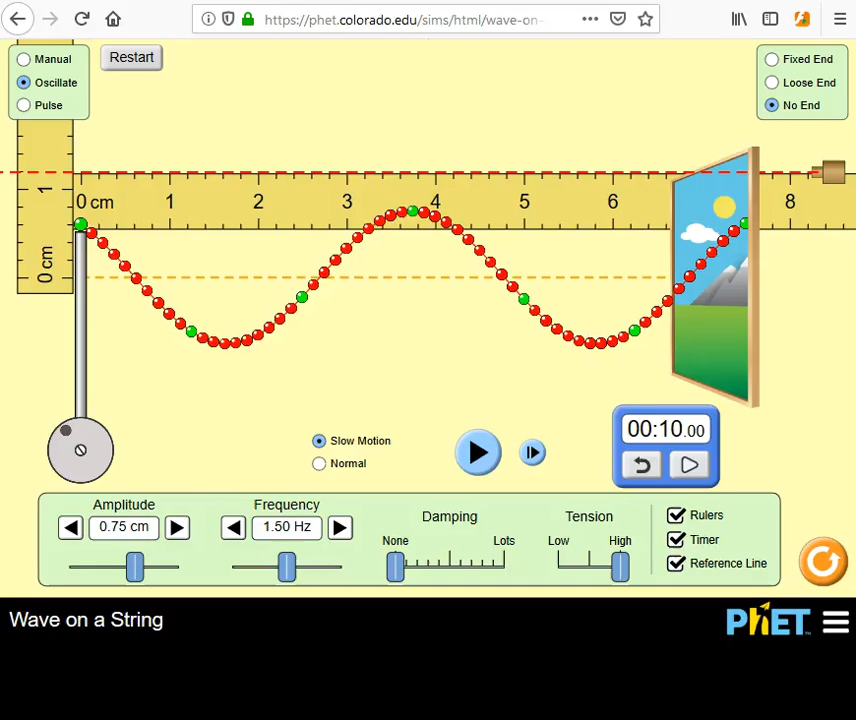 https://phet.colorado.edu/sims/html/wave-on-
Manual
Oscillate
Pulse
Restart
Fixed End
Loose End
No End
1
0 cm
0 cm 1 2 3 4 5 6 8
Slow Motion
Normal
00:10.00
Amplitude
0.75 cm
Frequency
1.50 Hz
Damping
None Lots
Tension
Low High
Rulers
Timer
Reference Line
Wave on a String
PhET